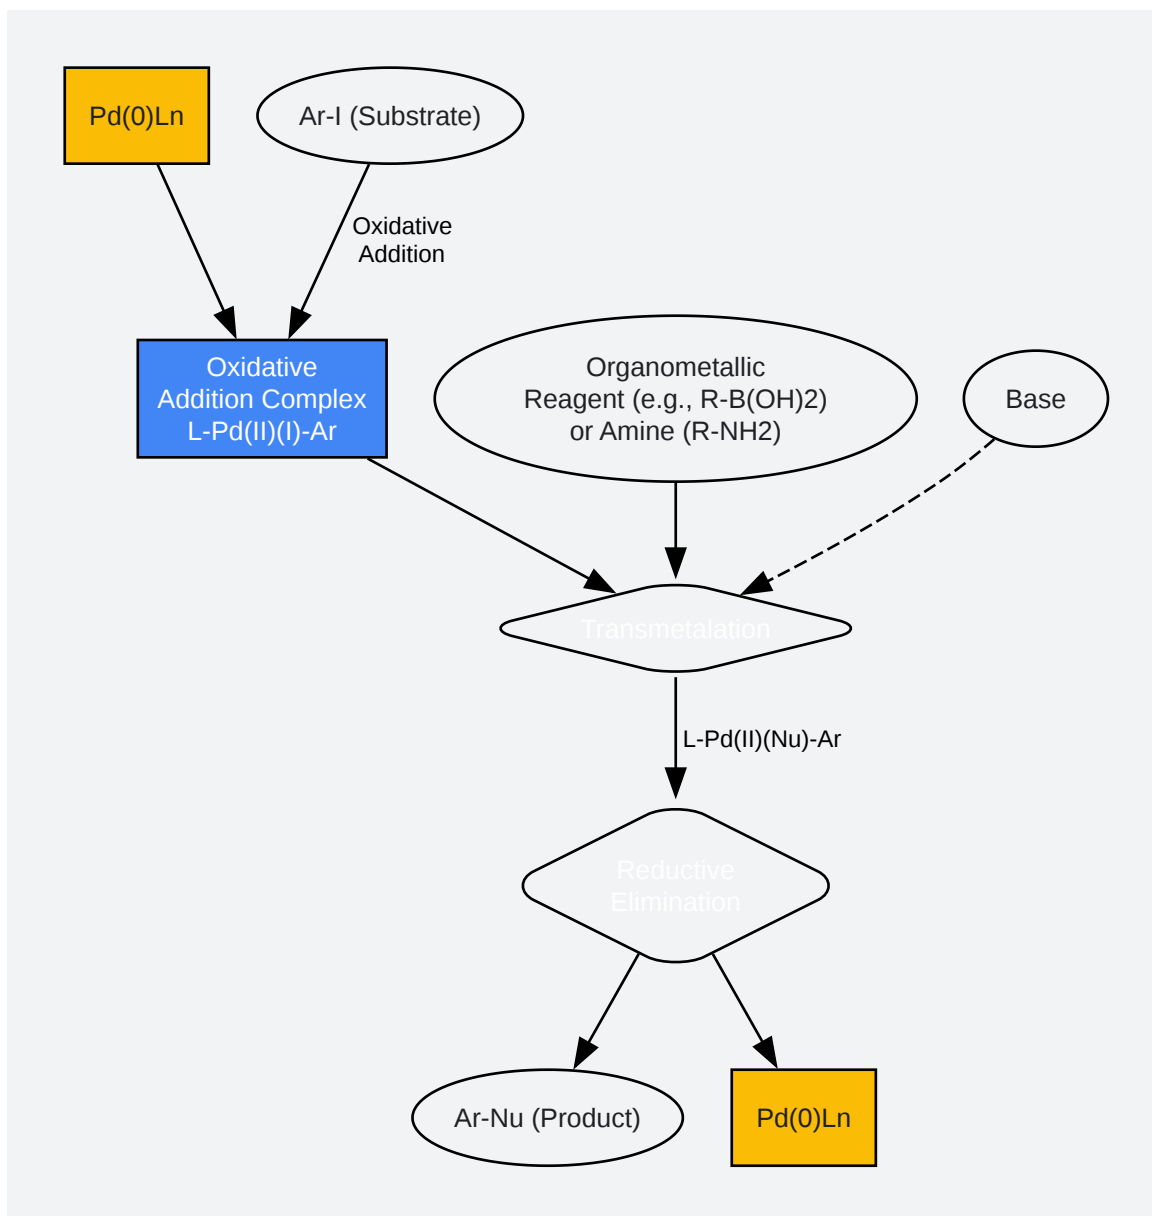 Pd(0)Ln
Ar-I (Substrate)
Oxidative
Addition
Oxidative
Addition Complex
L-Pd(II)(I)-Ar
Organometallic
Reagent (e.g., R-B(OH)2)
or Amine (R-NH2)
Base
Transmetalation
L-Pd(II)(Nu)-Ar
Reductive
Elimination
Ar-Nu (Product)
Pd(0)Ln